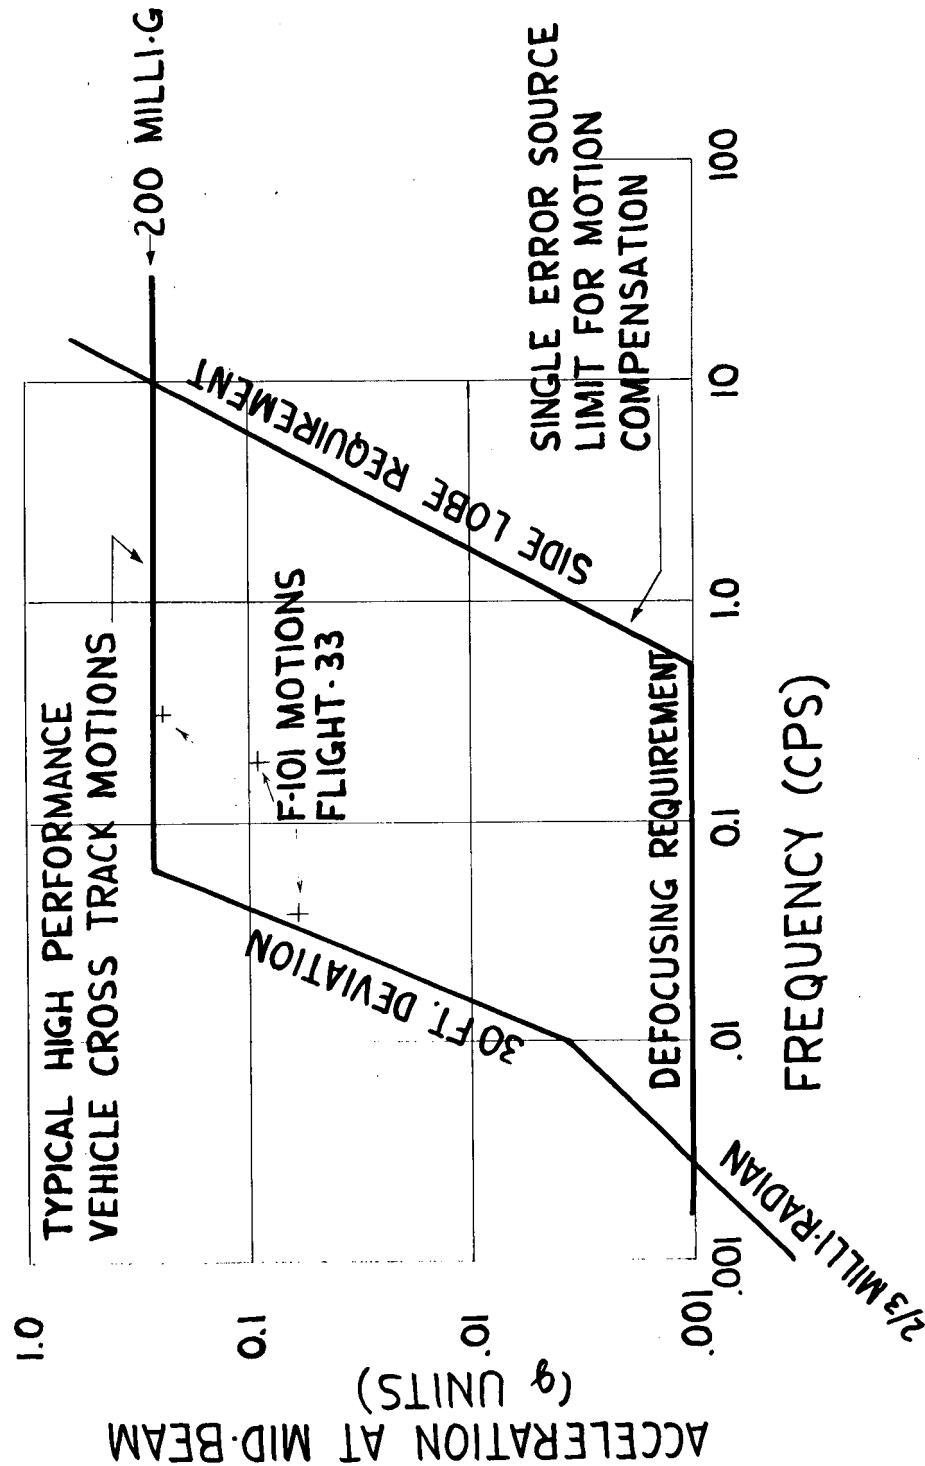 TYPICAL HIGH PERFORMANCE
VEHICLE CROSS TRACK MOTIONS
200 MILLI·G
F-101 MOTIONS
FLIGHT·33
30 FT. DEVIATION
SIDE LOBE REQUIREMENT
SINGLE ERROR SOURCE
LIMIT FOR MOTION
COMPENSATION
DEFOCUSING REQUIREMENT
2/3 MILLI·RADIAN
ACCELERATION AT MID·BEAM
(g UNITS)
1.0
0.1
.01
.001
.001
.01
0.1
1.0
10
100
FREQUENCY (CPS)